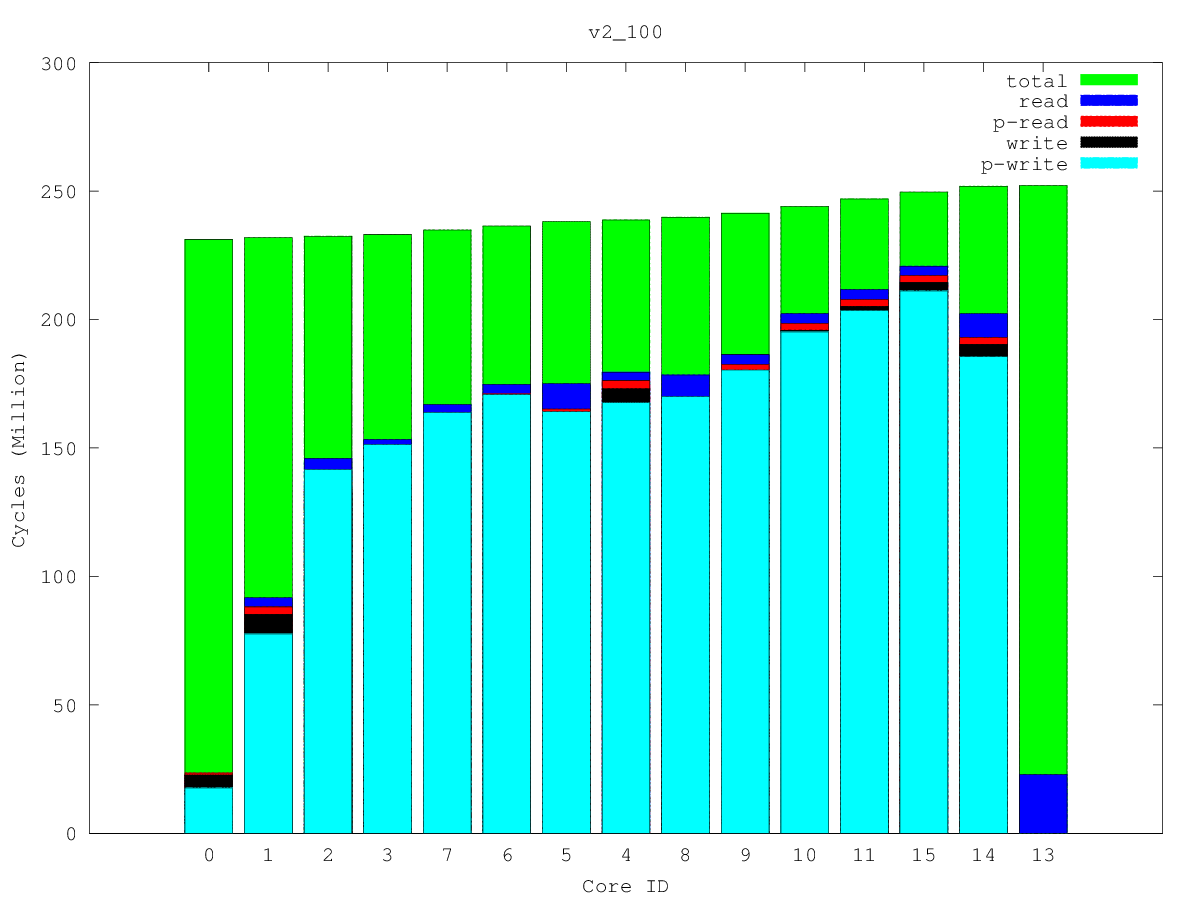 v2_100
300
250
200
150
100
50
0
Cycles (Million)
total
read
p-read
write
p-write
0 1 2 3 7 6 5 4 8 9 10 11 15 14 13
Core ID